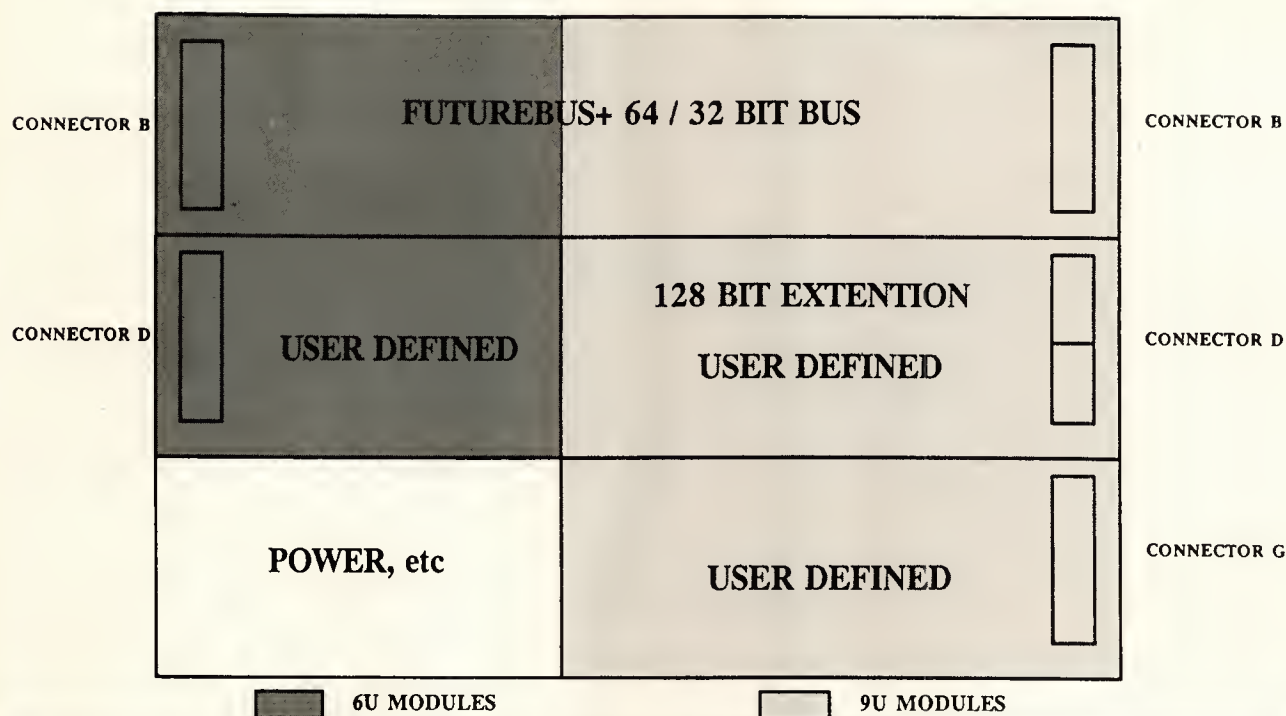 FUTUREBUS+ 64 / 32 BIT BUS
CONNECTOR B
CONNECTOR B
128 BIT EXTENTION
CONNECTOR D
USER DEFINED
USER DEFINED
CONNECTOR D
POWER, etc
USER DEFINED
CONNECTOR G
6U MODULES
9U MODULES